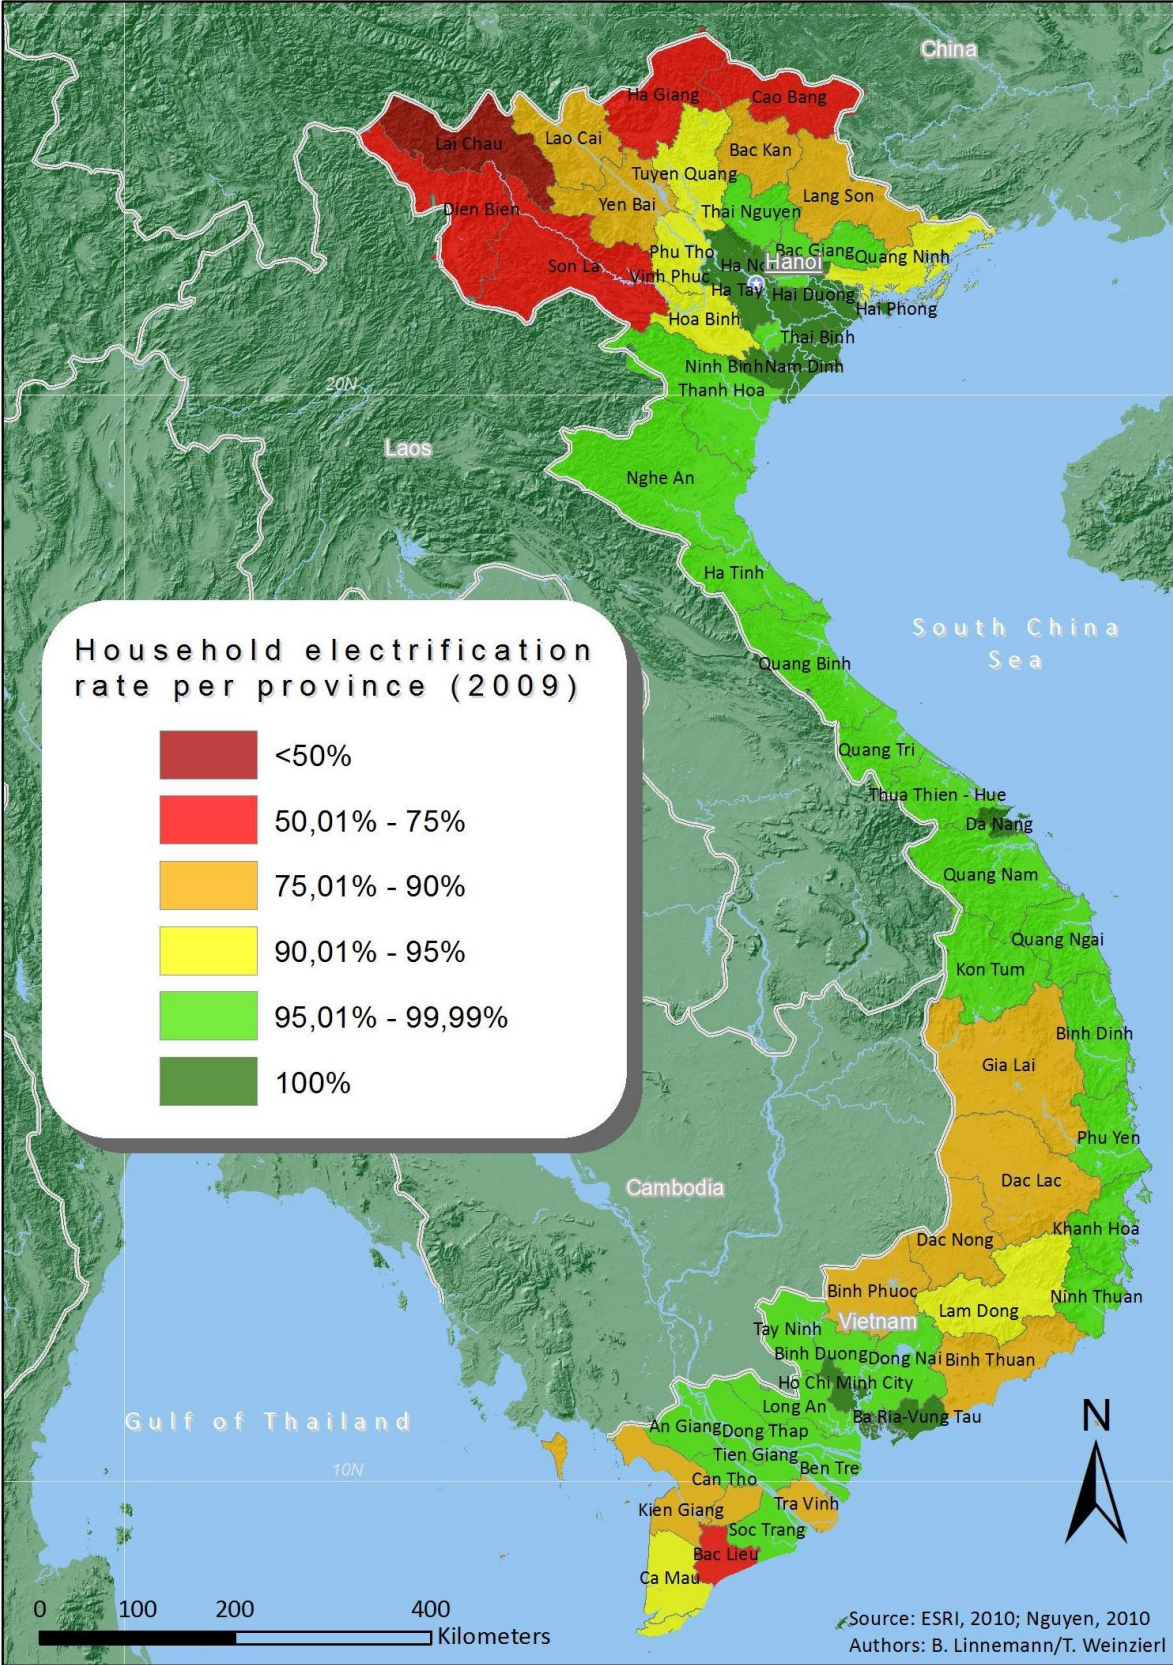 China
Ha Giang
Cao Bang
Lai Chau
Lao Cai
Bac Kan
Tuyen Quang
Lang Son
Dien Bien
Yen Bai
Thai Nguyen
Phu Tho
Bac Giang
Quang Ninh
Son La
Ha No
Hanoi
Vinh Phuc
Ha Tay
Hai Duong
Hai Phong
Hoa Binh
Thai Binh
Ninh Binh
Nam Dinh
20N
Thanh Hoa
Laos
Nghe An
Ha Tinh
South China
Sea
Household electrification
rate per province (2009)
<50%
50,01% - 75%
75,01% - 90%
90,01% - 95%
95,01% - 99,99%
100%
Quang Binh
Quang Tri
Thua Thien - Hue
Da Nang
Quang Nam
Quang Ngai
Kon Tum
Binh Dinh
Gia Lai
Phu Yen
Cambodia
Dac Lac
Khanh Hoa
Dac Nong
Binh Phuoc
Ninh Thuan
Lam Dong
Vietnam
Tay Ninh
Binh Duong
Dong Nai
Binh Thuan
Ho Chi Minh City
Long An
Ba Ria-Vung Tau
Gulf of Thailand
An Giang
Dong Thap
Tien Giang
Ben Tre
10N
Can Tho
Kien Giang
Tra Vinh
Soc Trang
Bac Lieu
Ca Mau
N
0 100 200 400
Kilometers
Source: ESRI, 2010; Nguyen, 2010
Authors: B. Linnemann/T. Weinzierl